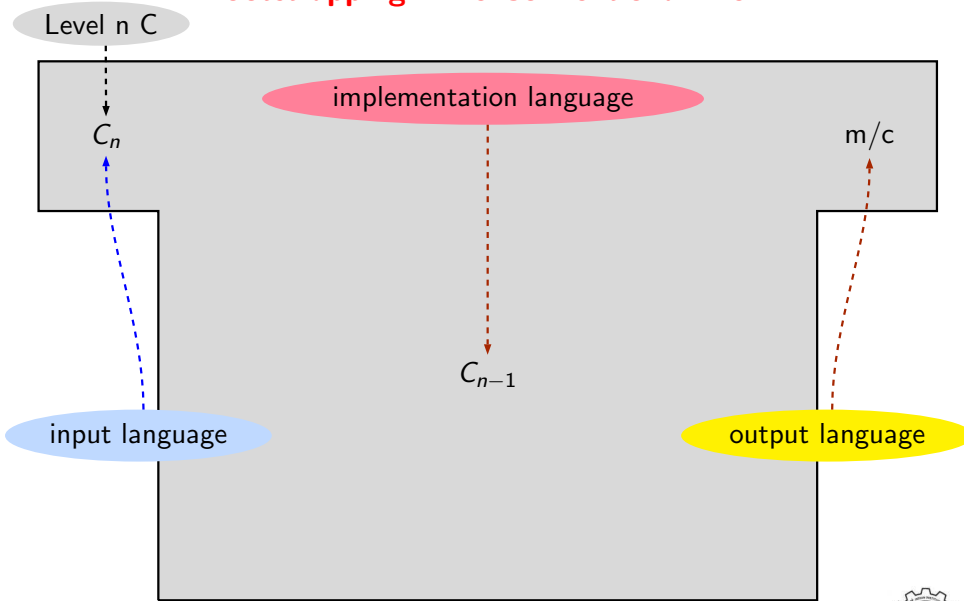 Level n C
implementation language
C_n
m/c
C_{n−1}
input language
output language